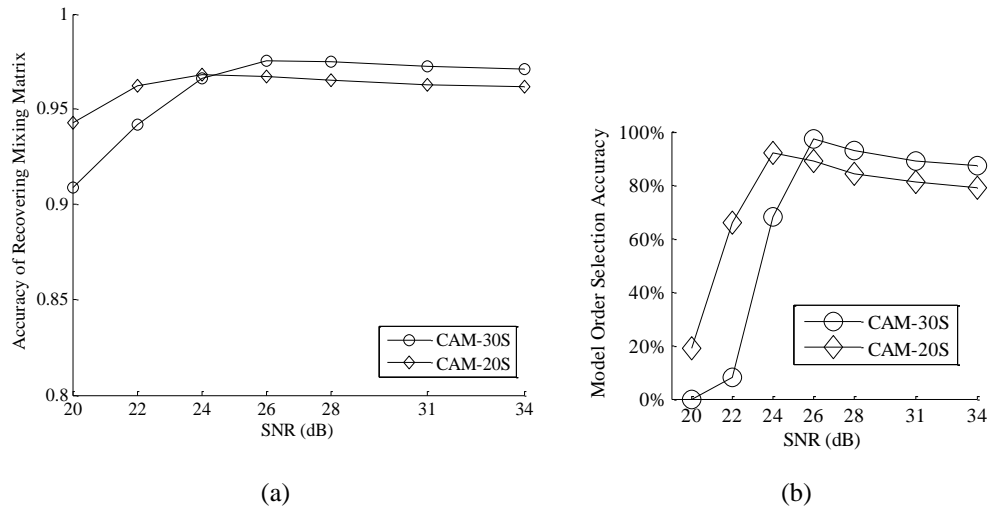 1
0.95
0.9
0.85
0.8
Accuracy of Recovering Mixing Matrix
20 22 24 26 28 31 34
SNR (dB)
CAM-30S
CAM-20S
(a)
100%
80%
60%
40%
20%
0%
Model Order Selection Accuracy
20 22 24 26 28 31 34
SNR (dB)
CAM-30S
CAM-20S
(b)